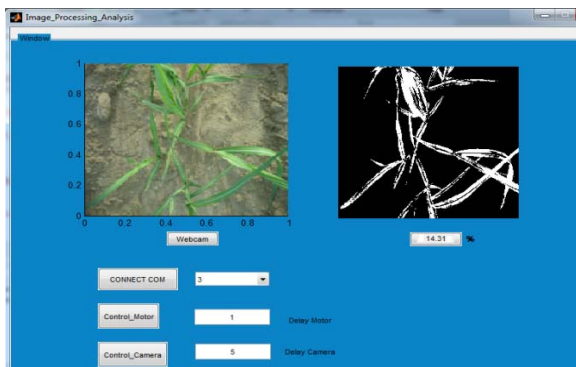 Image_Processing_Analysis
Window
1
0.8
0.6
0.4
0.2
0
0 0.2 0.4 0.6 0.8 1
Webcam
14.31 %
CONNECT COM 3
Control_Motor 1 Delay Motor
Control_Camera 5 Delay Camera